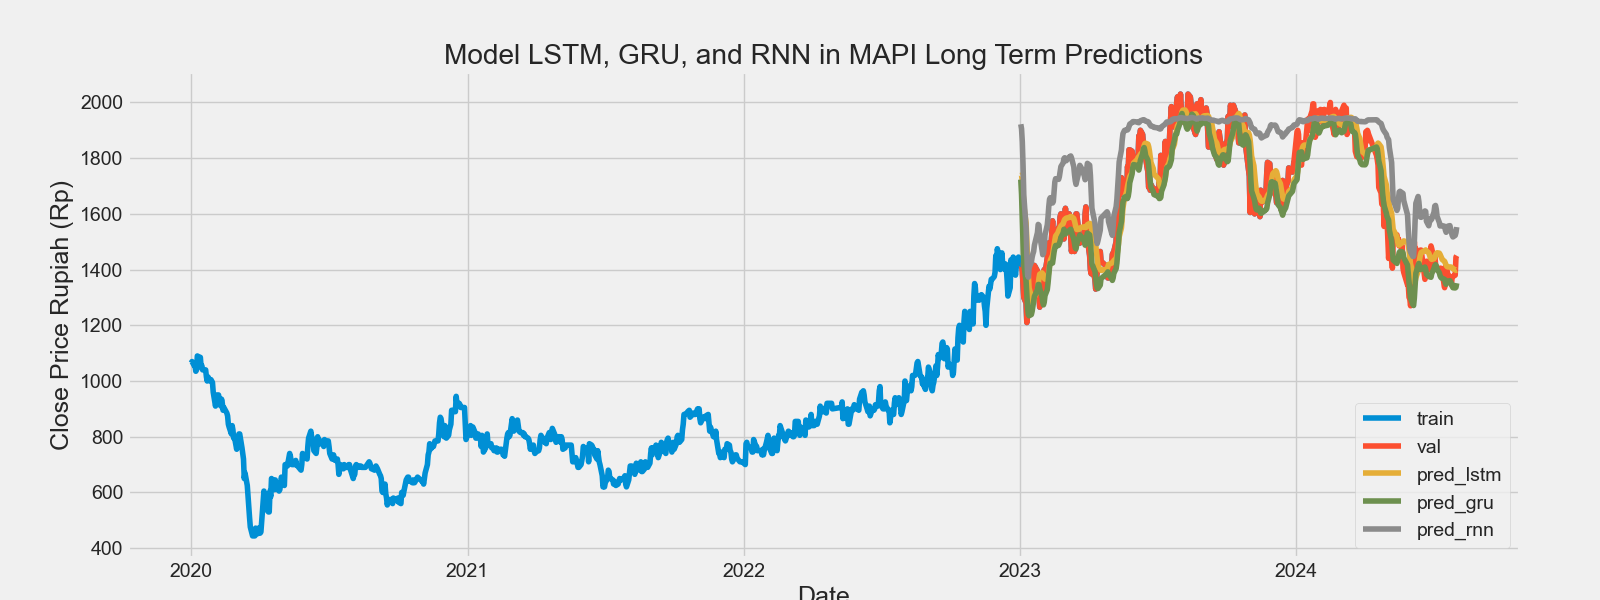 Model LSTM, GRU, and RNN in MAPI Long Term Predictions
Close Price Rupiah (Rp)
2000
1800
1600
1400
1200
1000
800
600
400
2020
2021
2022
2023
2024
Date
train
val
pred_lstm
pred_gru
pred_rnn